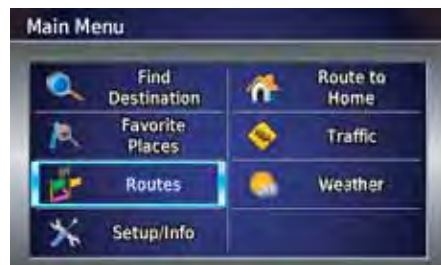 Main Menu
Find
Destination
Route to
Home
Favorite
Places
Traffic
Routes
Weather
Setup/Info